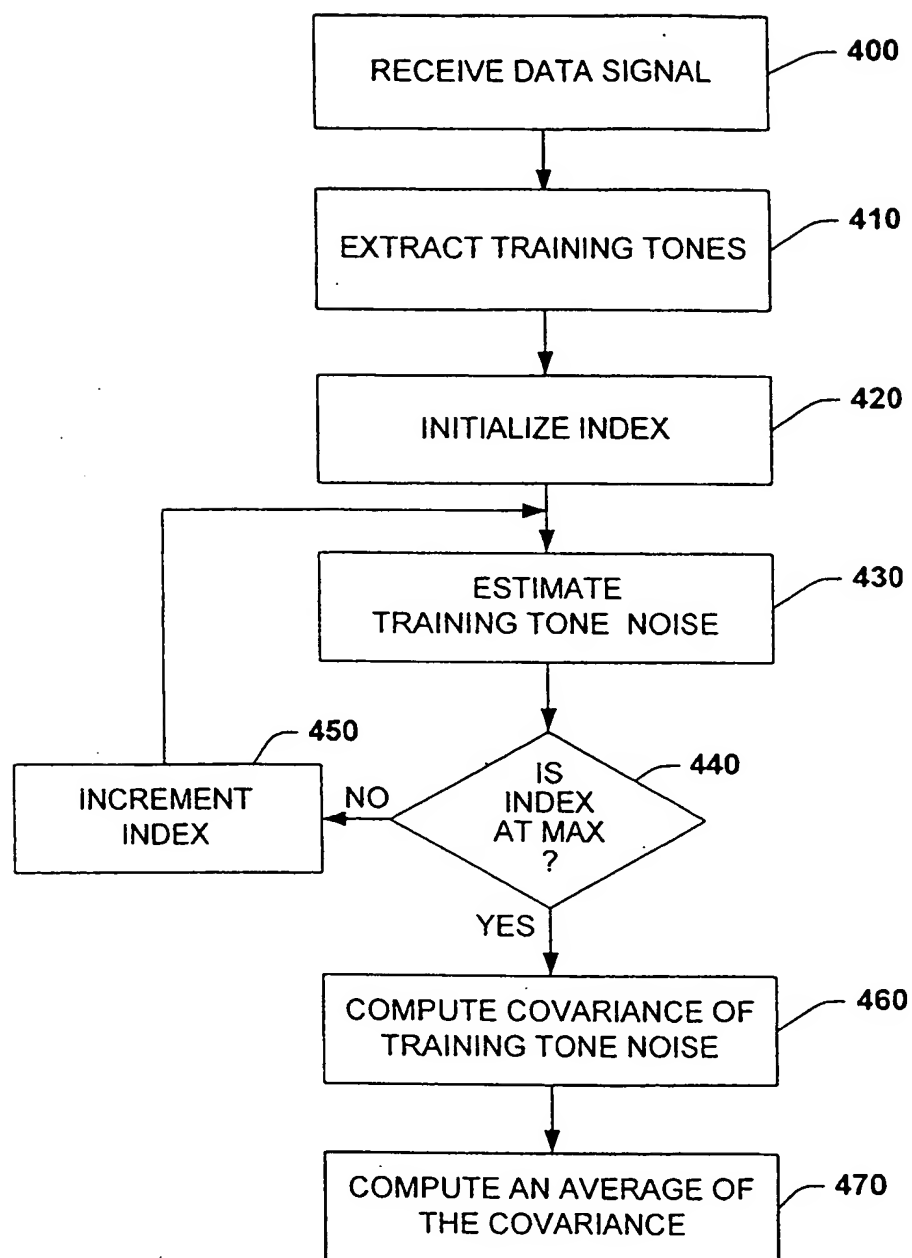 RECEIVE DATA SIGNAL
400
EXTRACT TRAINING TONES
410
INITIALIZE INDEX
420
ESTIMATE
TRAINING TONE NOISE
430
IS
INDEX
AT MAX
?
440
NO
INCREMENT
INDEX
450
YES
COMPUTE COVARIANCE OF
TRAINING TONE NOISE
460
COMPUTE AN AVERAGE OF
THE COVARIANCE
470